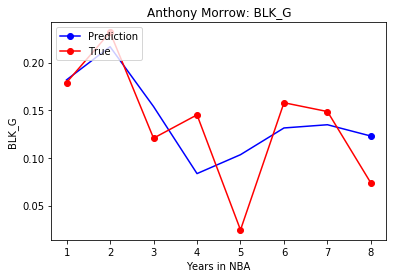 Anthony Morrow: BLK_G
Prediction
True
0.20
0.15
0.10
0.05
BLK_G
1 2 3 4 5 6 7 8
Years in NBA